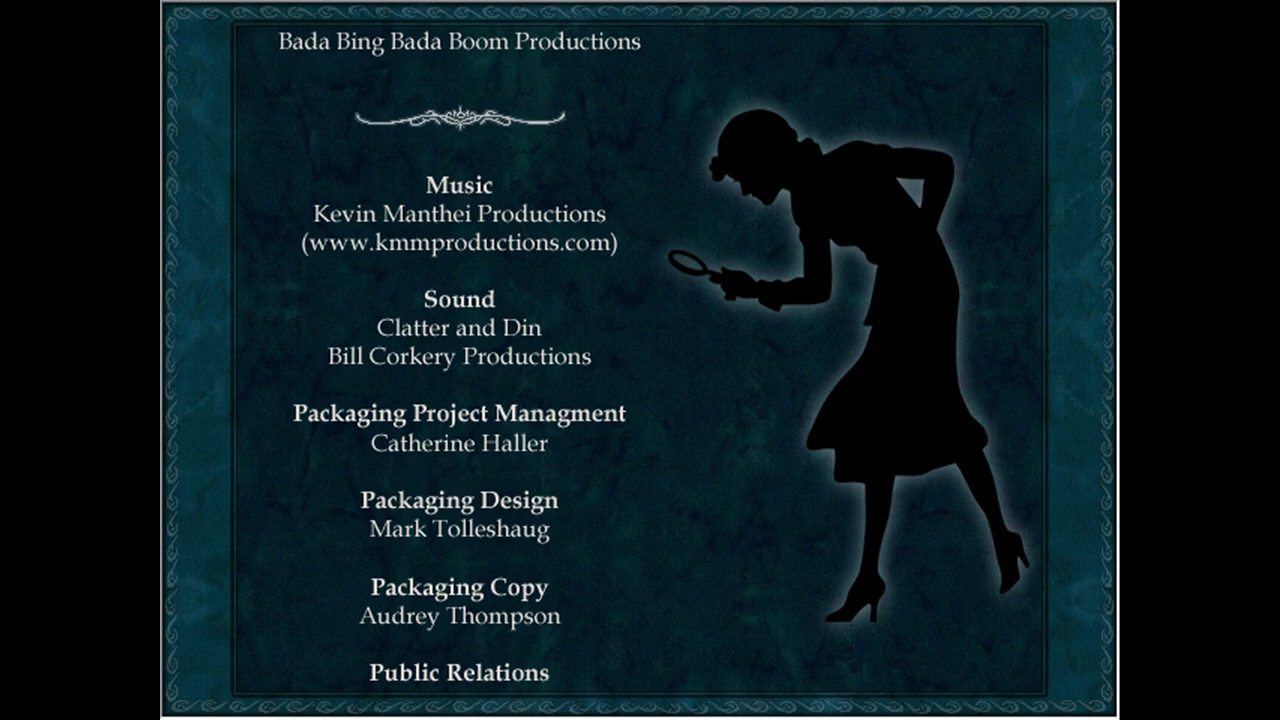 Bada Bing Bada Boom Productions
Music
Kevin Manthei Productions
(www.kmmproductions.com)
Sound
Clatter and Din
Bill Corkery Productions
Packaging Project Managment
Catherine Haller
Packaging Design
Mark Tolleshaug
Packaging Copy
Audrey Thompson
Public Relations